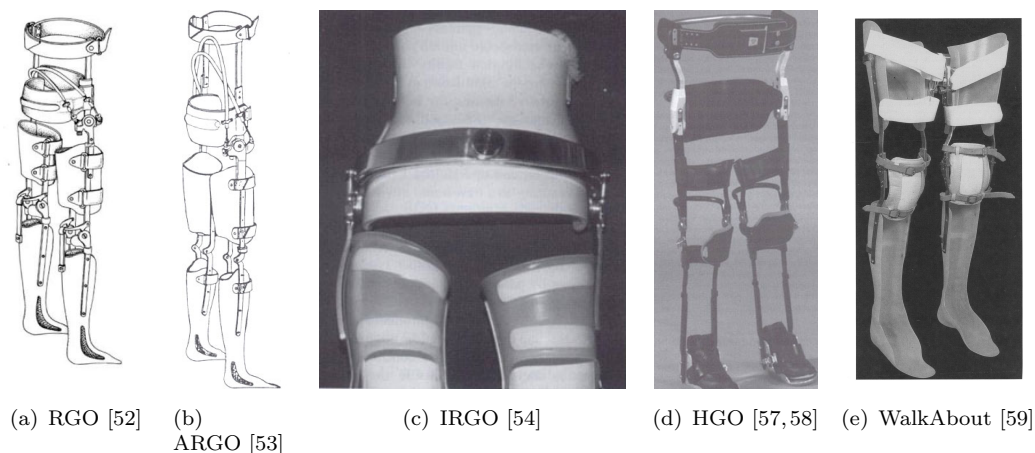 (a) RGO [52]
(b)
ARGO [53]
(c) IRGO [54]
(d) HGO [57,58]
(e) WalkAbout [59]